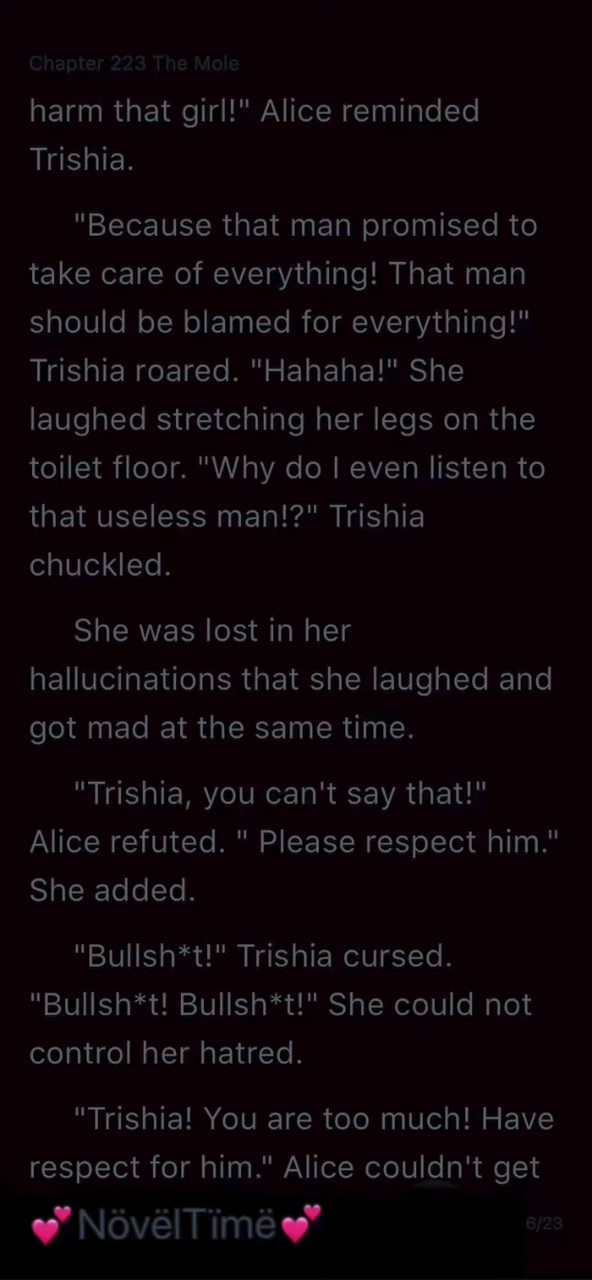 Chapter 223 The Mole
harm that girl!" Alice reminded
Trishia.
"Because that man promised to
take care of everything! That man
should be blamed for everything!"
Trishia roared. "Hahaha!" She
laughed stretching her legs on the
toilet floor. "Why do I even listen to
that useless man!?" Trishia
chuckled.
She was lost in her
hallucinations that she laughed and
got mad at the same time.
"Trishia, you can't say that!"
Alice refuted. " Please respect him."
She added.
"Bullsh*t!" Trishia cursed.
"Bullsh*t! Bullsh*t!" She could not
control her hatred.
"Trishia! You are too much! Have
respect for him." Alice couldn't get
💕NövëlTïmë💕
6/23